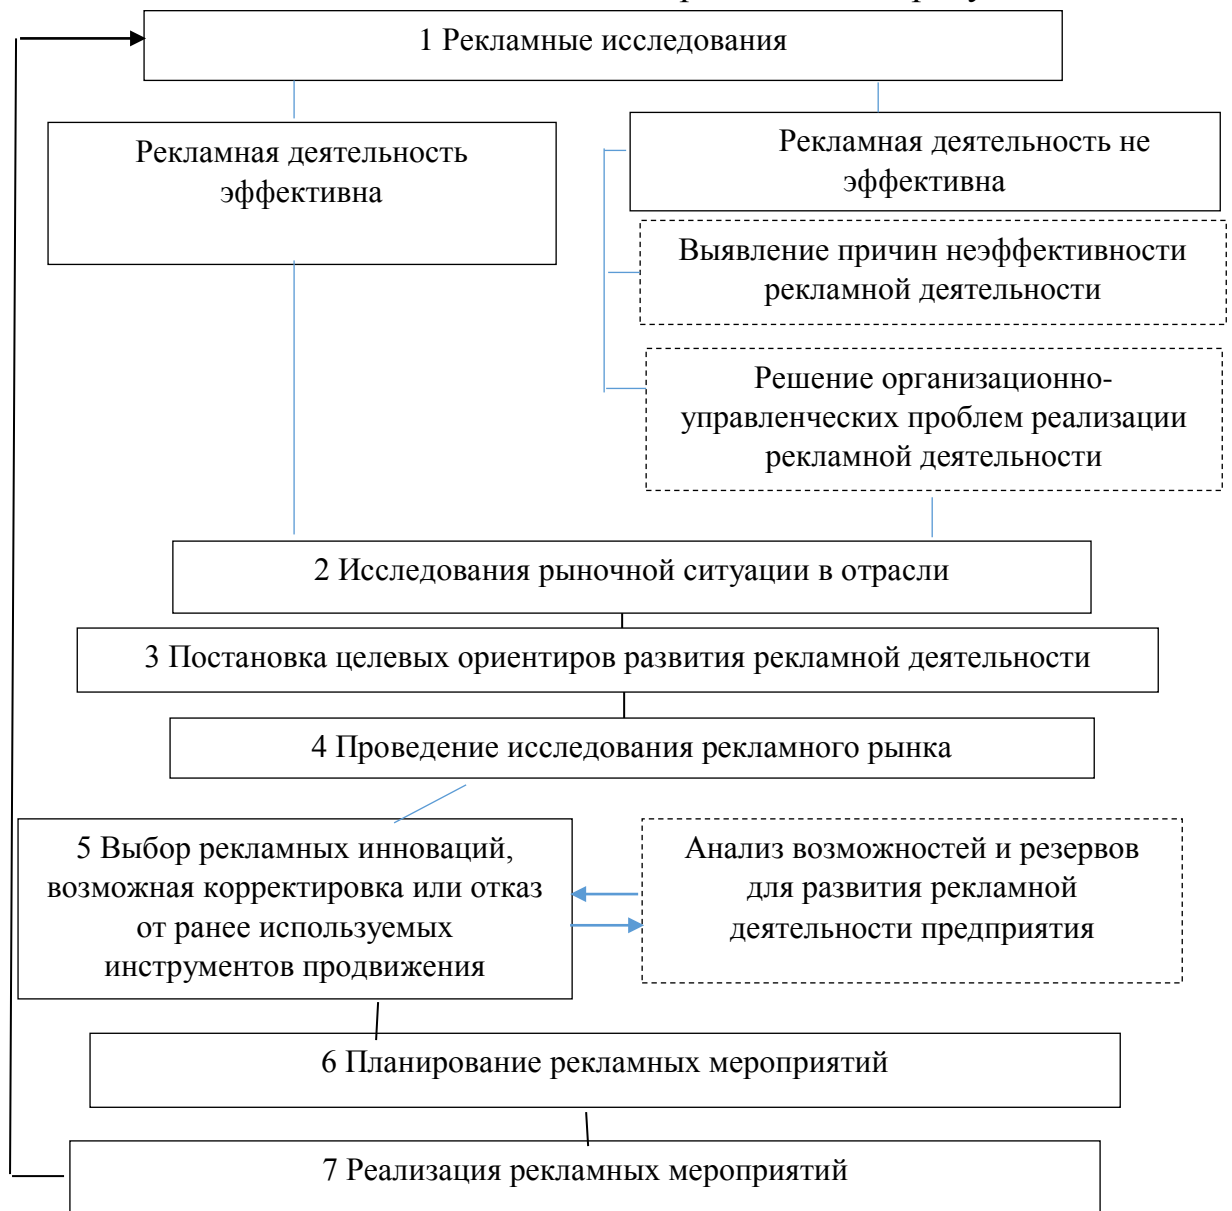 1 Рекламные исследования
Рекламная деятельность
эффективна
Рекламная деятельность не
эффективна
Выявление причин неэффективности
рекламной деятельности
Решение организационно-
управленческих проблем реализации
рекламной деятельности
2 Исследования рыночной ситуации в отрасли
3 Постановка целевых ориентиров развития рекламной деятельности
4 Проведение исследования рекламного рынка
5 Выбор рекламных инноваций,
возможная корректировка или отказ
от ранее используемых
инструментов продвижения
Анализ возможностей и резервов
для развития рекламной
деятельности предприятия
6 Планирование рекламных мероприятий
7 Реализация рекламных мероприятий